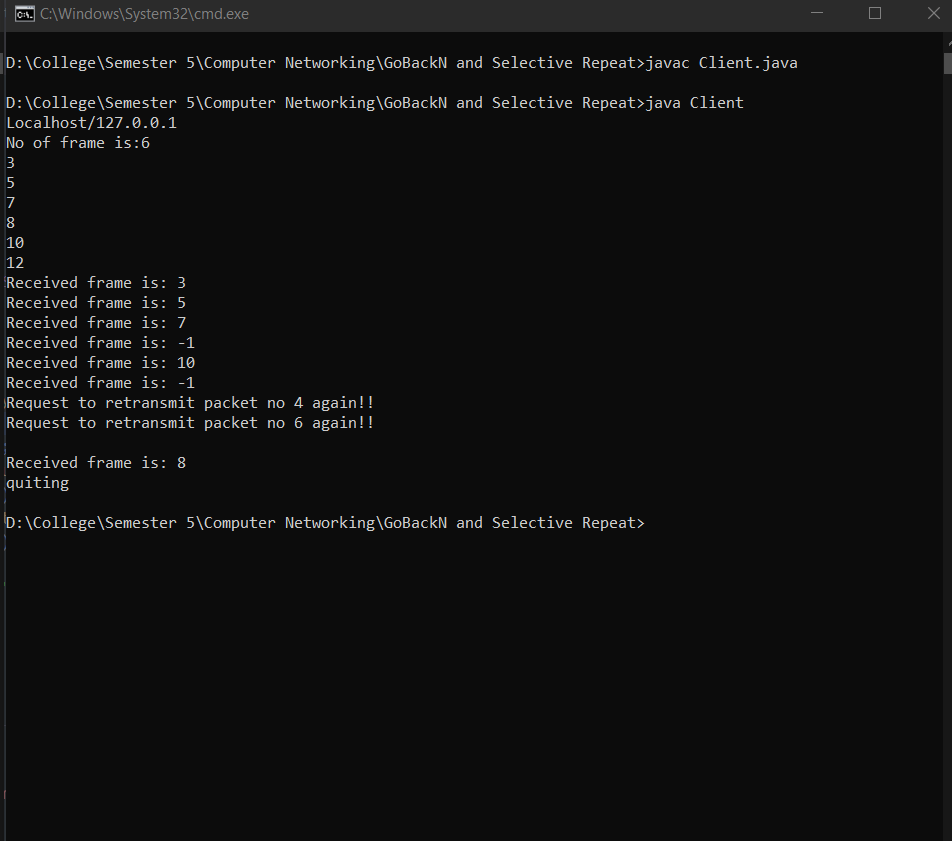 C:\Windows\System32\cmd.exe
D:\College\Semester 5\Computer Networking\GoBackN and Selective Repeat>javac Client.java
D:\College\Semester 5\Computer Networking\GoBackN and Selective Repeat>java Client
Localhost/127.0.0.1
No of frame is:6
3
5
7
8
10
12
Received frame is: 3
Received frame is: 5
Received frame is: 7
Received frame is: -1
Received frame is: 10
Received frame is: -1
Request to retransmit packet no 4 again!!
Request to retransmit packet no 6 again!!
Received frame is: 8
quiting
D:\College\Semester 5\Computer Networking\GoBackN and Selective Repeat>